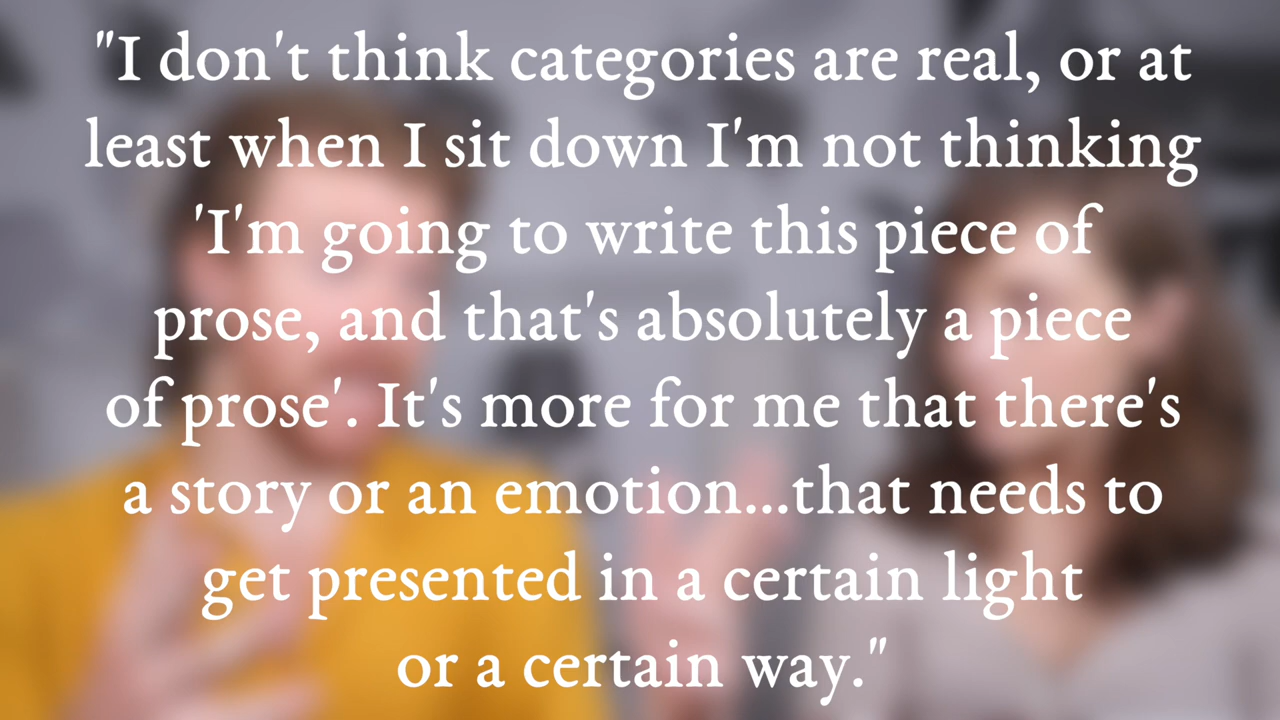 "I don't think categories are real, or at
least when I sit down I'm not thinking
'I'm going to write this piece of
prose, and that's absolutely a piece
of prose'. It's more for me that there's
a story or an emotion...that needs to
get presented in a certain light
or a certain way."